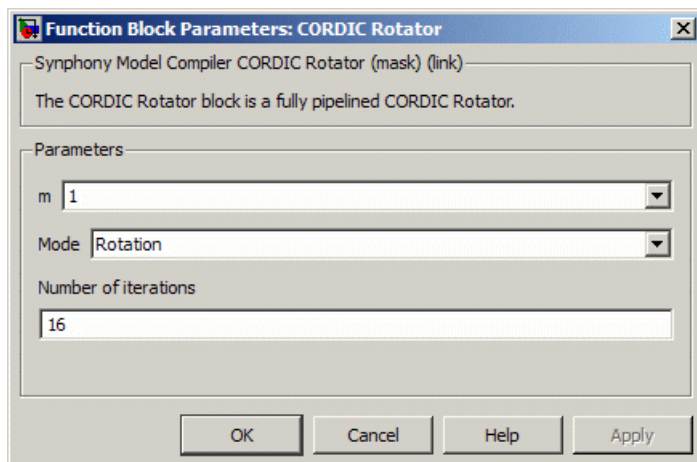 Function Block Parameters: CORDIC Rotator
Synphony Model Compiler CORDIC Rotator (mask) (link)
The CORDIC Rotator block is a fully pipelined CORDIC Rotator.
Parameters
m 1
Mode Rotation
Number of iterations
16
OK Cancel Help Apply